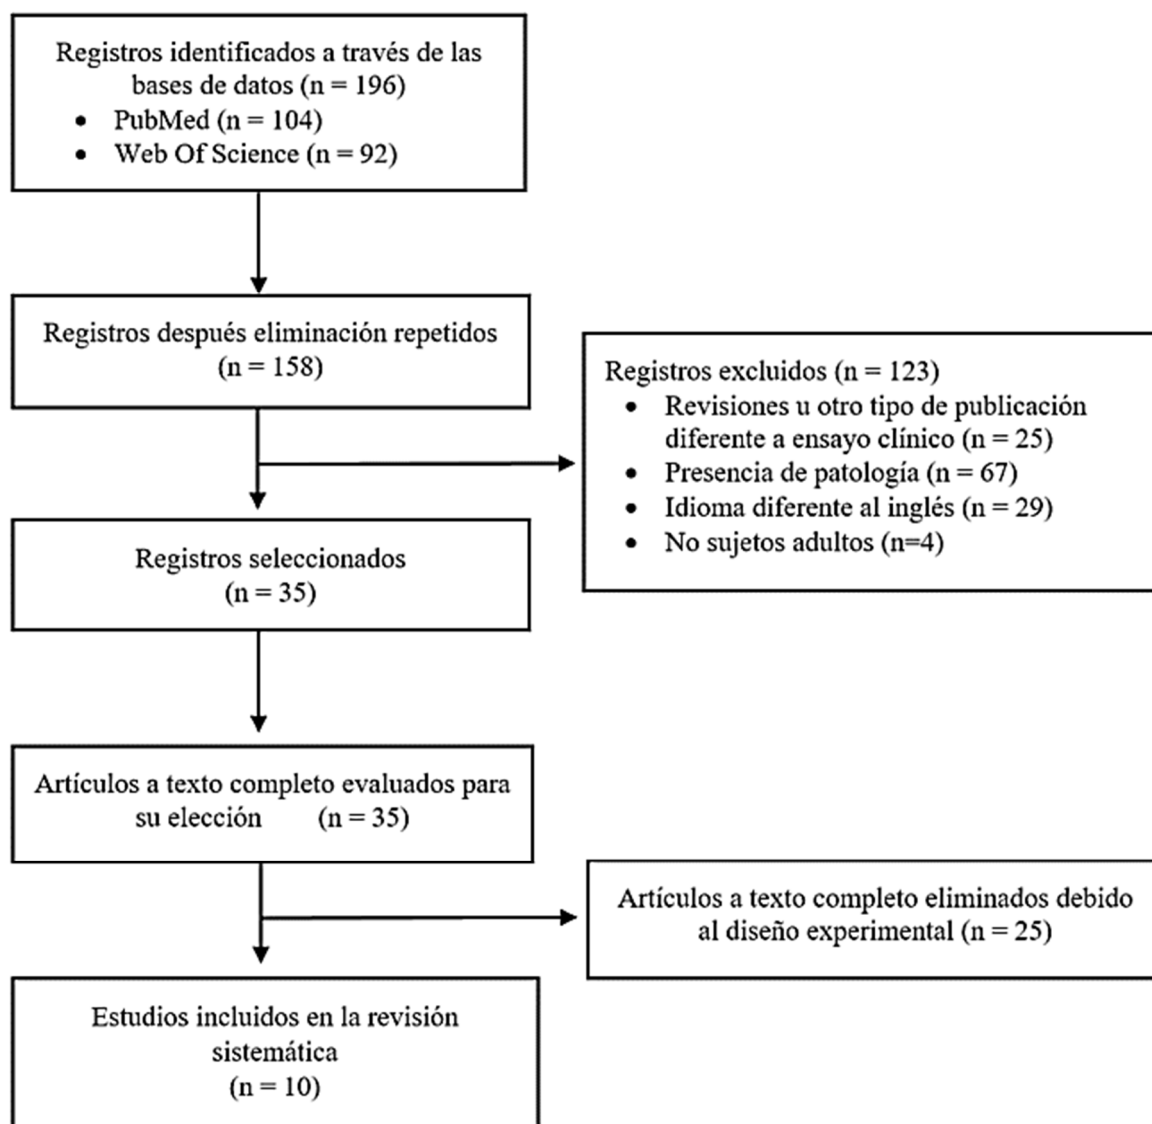 Registros identificados a través de las
bases de datos (n = 196)
• PubMed (n = 104)
• Web Of Science (n = 92)
Registros después eliminación repetidos
(n = 158)
Registros excluidos (n = 123)
• Revisiones u otro tipo de publicación
diferente a ensayo clínico (n = 25)
• Presencia de patología (n = 67)
• Idioma diferente al inglés (n = 29)
• No sujetos adultos (n=4)
Registros seleccionados
(n = 35)
Artículos a texto completo evaluados para
su elección (n = 35)
Artículos a texto completo eliminados debido
al diseño experimental (n = 25)
Estudios incluidos en la revisión
sistemática
(n = 10)